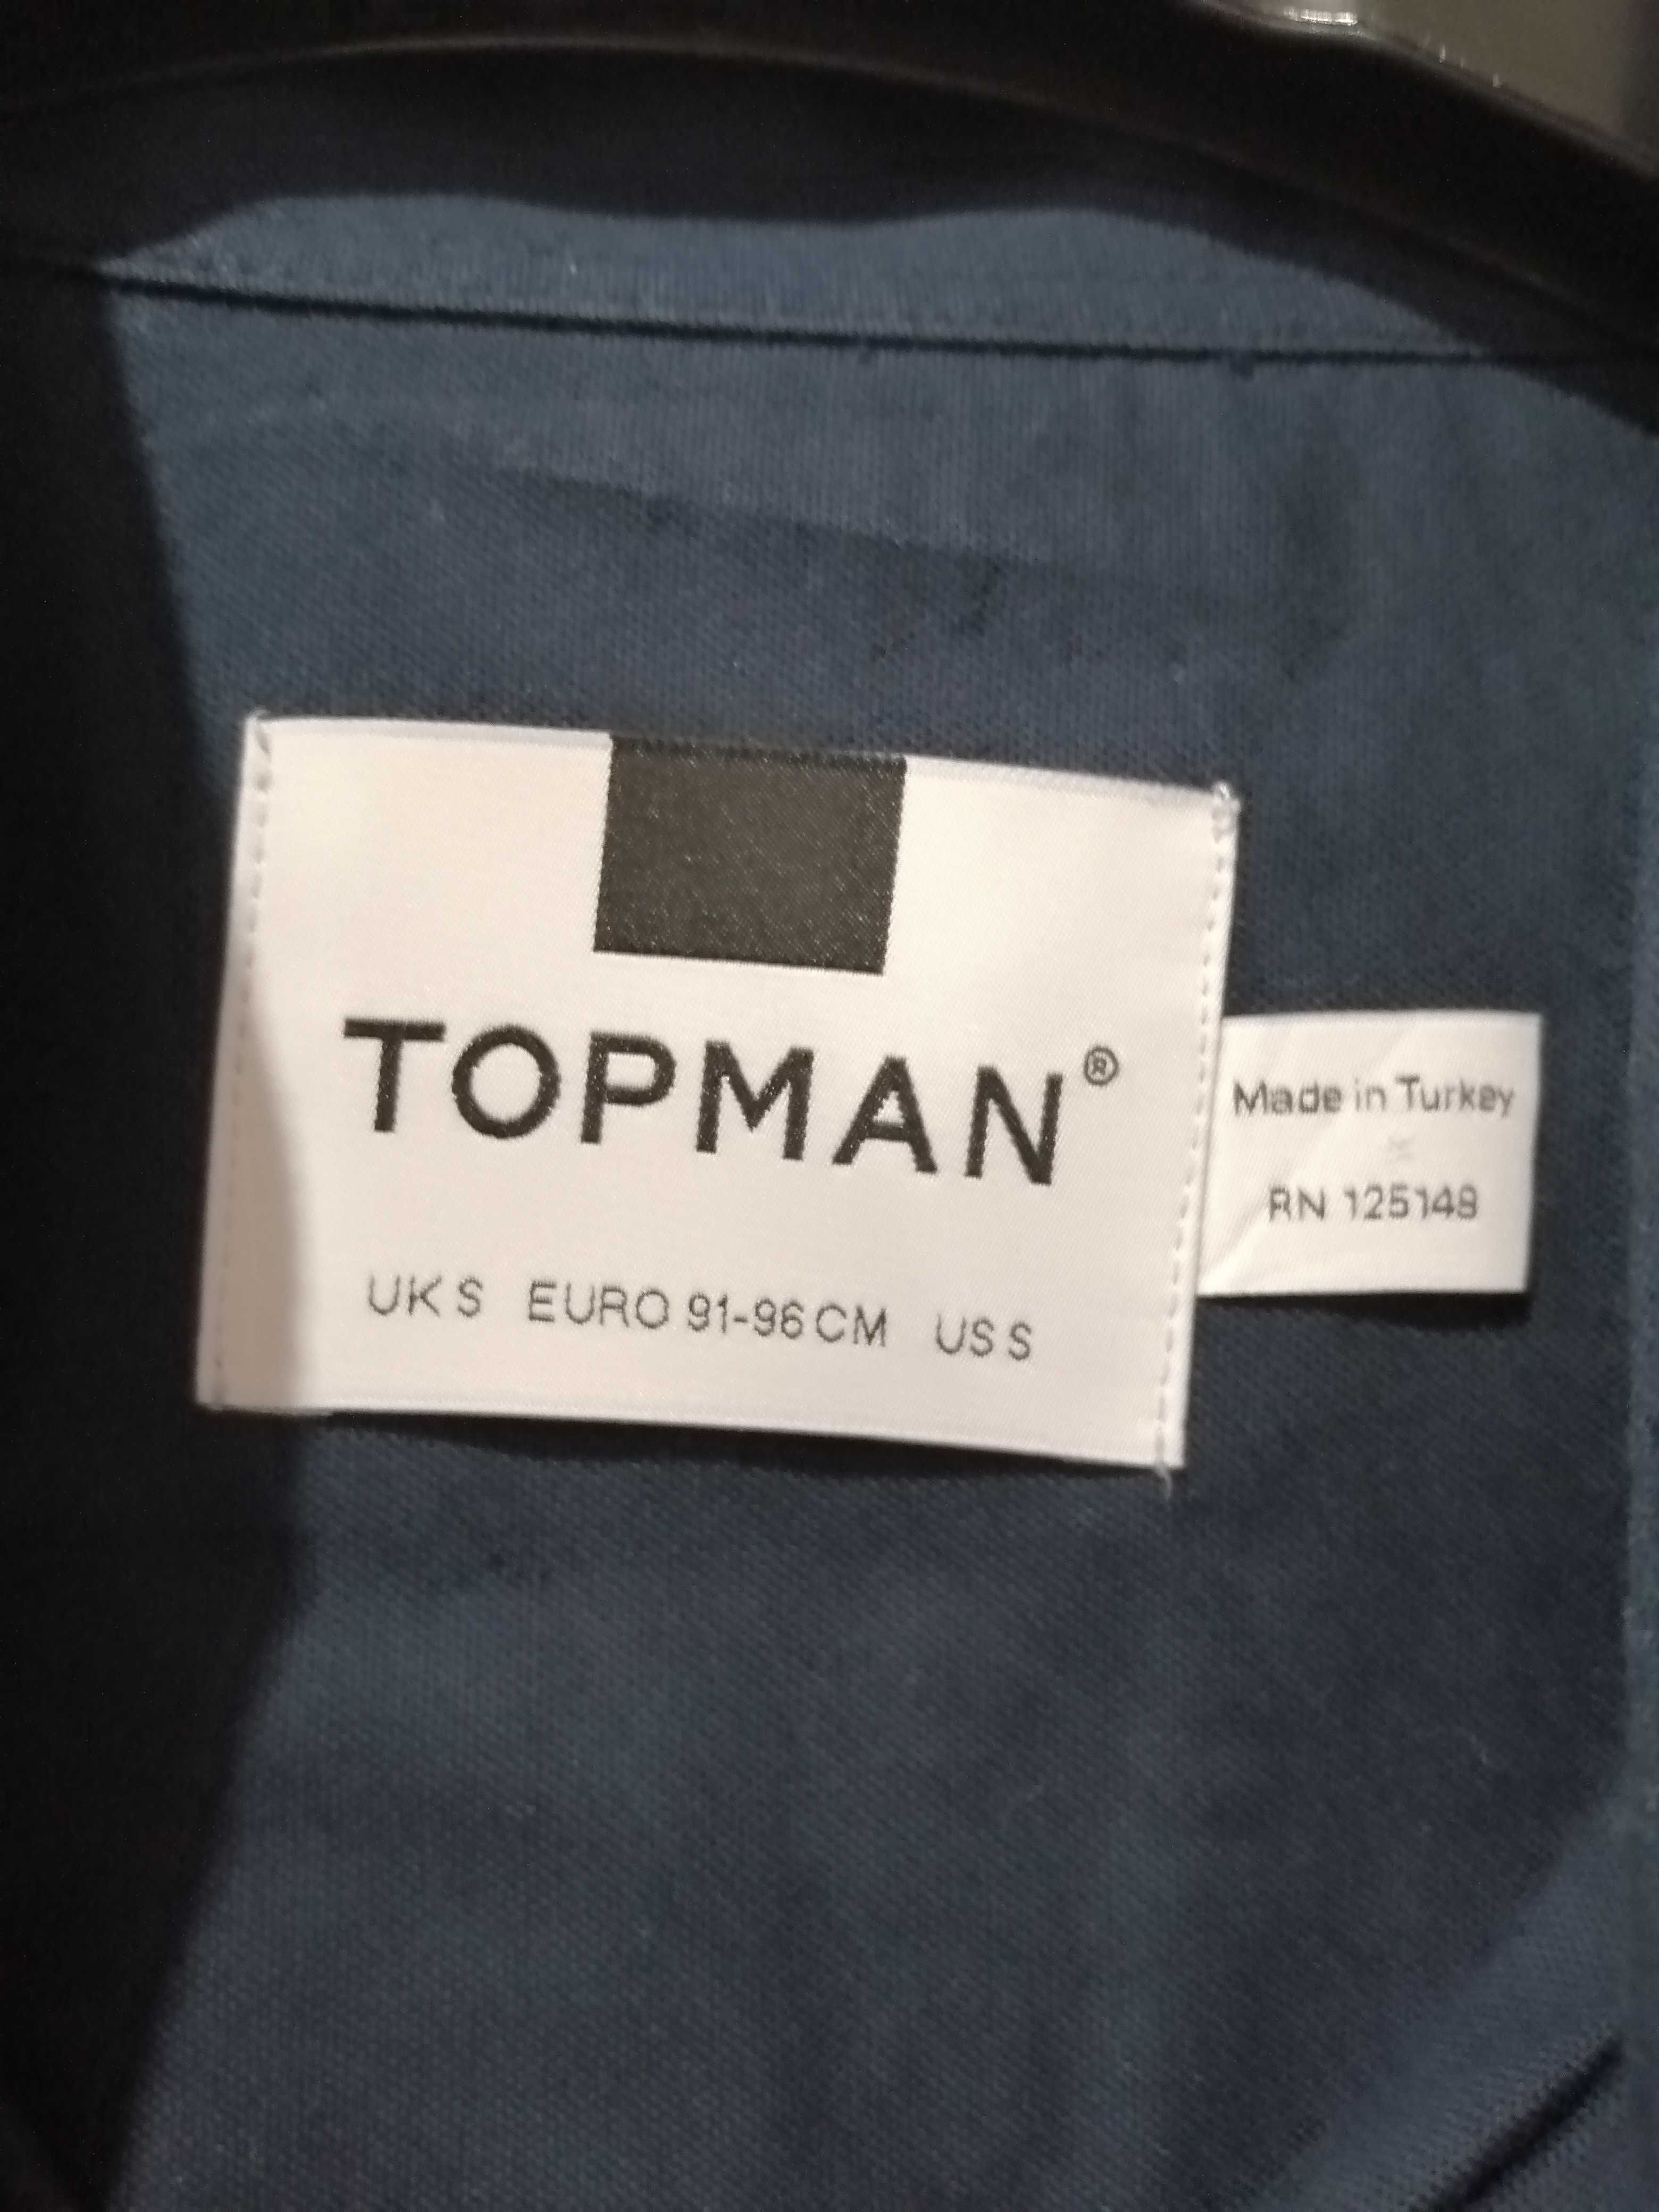 TOPMAN®
UK S EURO 91-96 CM US S
Made in Turkey
RN 125148